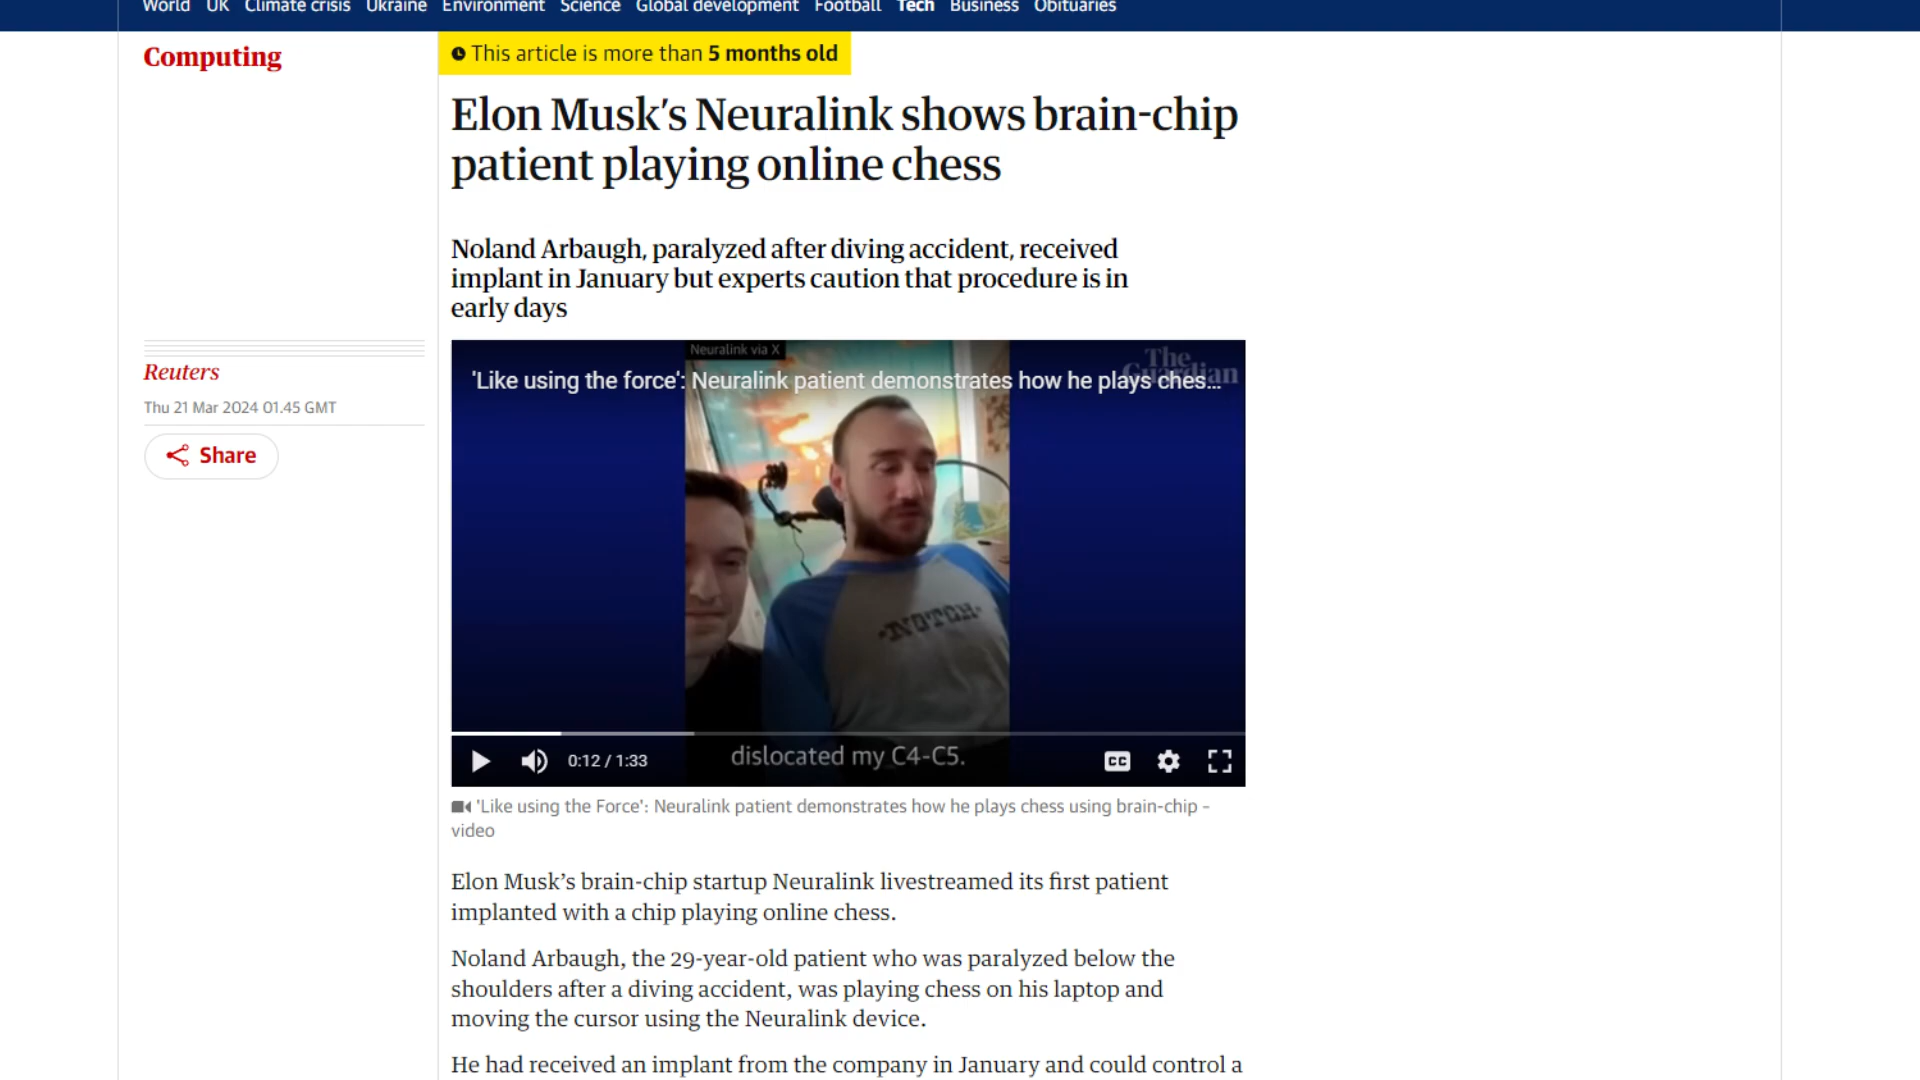 World UK Climate crisis Ukraine Environment Science Global development Football Tech Business Obituaries
Computing
This article is more than 5 months old
Elon Musk’s Neuralink shows brain-chip
patient playing online chess
Noland Arbaugh, paralyzed after diving accident, received
implant in January but experts caution that procedure is in
early days
Reuters
Thu 21 Mar 2024 01.45 GMT
Share
Neuralink via X
The
Guardian
'Like using the force': Neuralink patient demonstrates how he plays ches...
·NOTCH·
dislocated my C4-C5.
0:12 / 1:33
CC
'Like using the Force': Neuralink patient demonstrates how he plays chess using brain-chip –
video
Elon Musk’s brain-chip startup Neuralink livestreamed its first patient
implanted with a chip playing online chess.
Noland Arbaugh, the 29-year-old patient who was paralyzed below the
shoulders after a diving accident, was playing chess on his laptop and
moving the cursor using the Neuralink device.
He had received an implant from the company in January and could control a